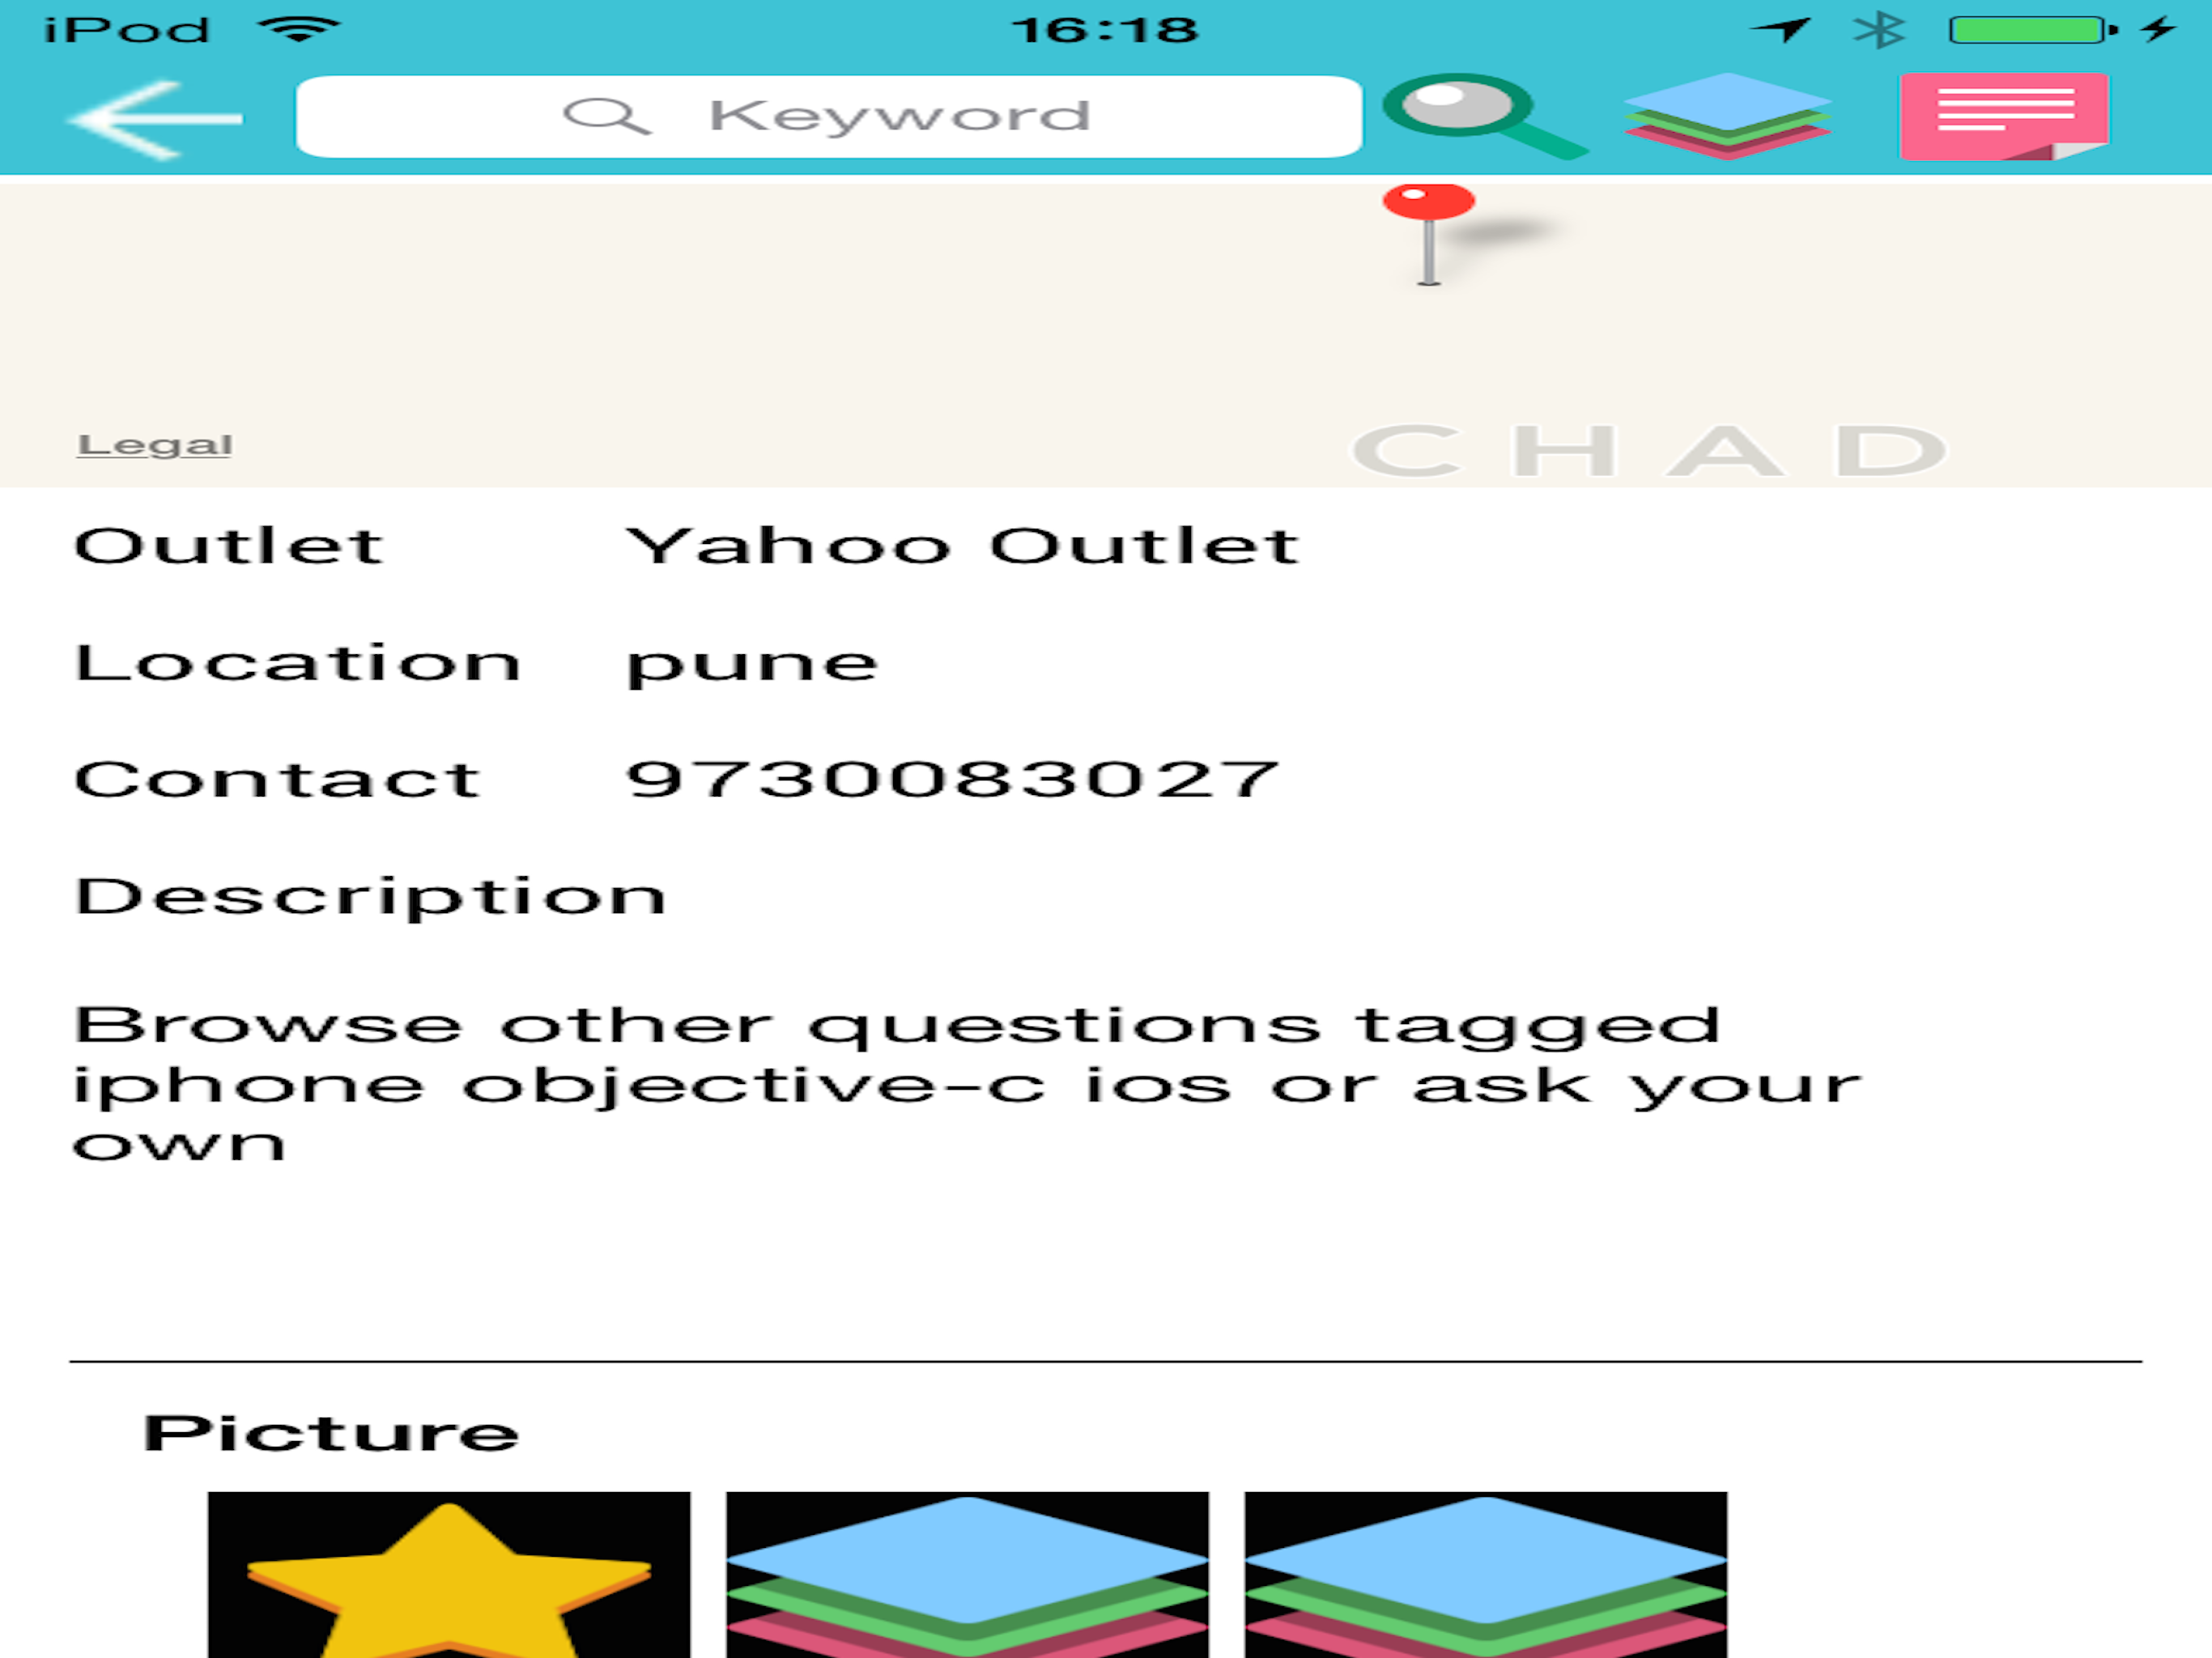 iPod 16:18
Keyword
Legal
CHAD
Outlet Yahoo Outlet
Location pune
Contact 9730083027
Description
Browse other questions tagged
iphone objective-c ios or ask your
own
Picture